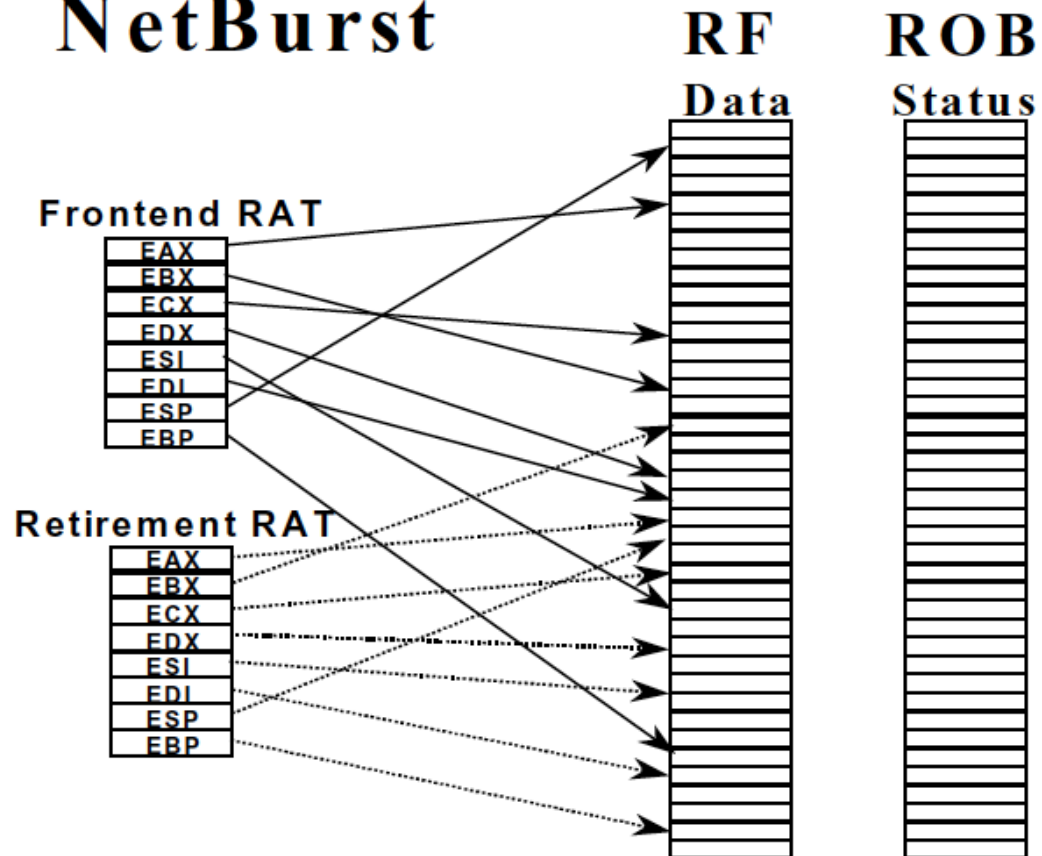 NetBurst
RF
ROB
Data
Status
Frontend RAT
EAX
EBX
ECX
EDX
ESI
EDI
ESP
EBP
Retirement RAT
EAX
EBX
ECX
EDX
ESI
EDI
ESP
EBP